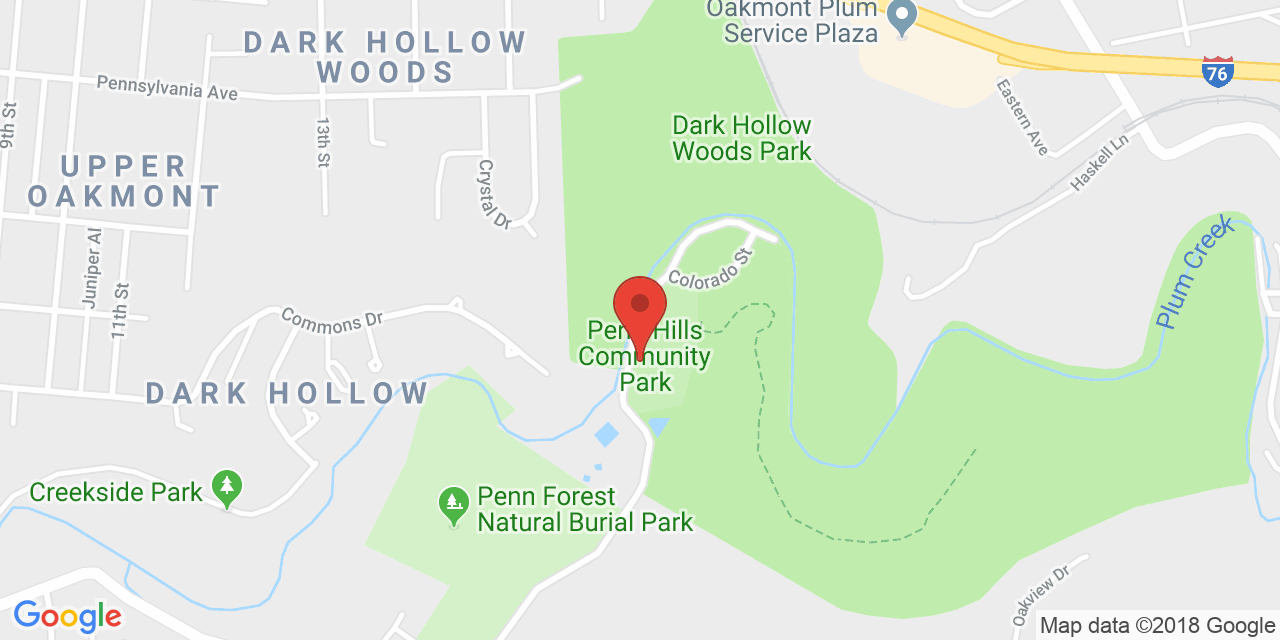 Oakmont Plum
Service Plaza
DARK HOLLOW
WOODS
76
Pennsylvania Ave
9th St
13th St
Eastern Ave
Dark Hollow
Woods Park
Haskell Ln
UPPER
OAKMONT
Crystal Dr
Juniper Al
11th St
Colorado St
Plum Creek
Commons Dr
Penn Hills
Community
Park
DARK HOLLOW
Creekside Park
Penn Forest
Natural Burial Park
Oakview Dr
Google
Map data ©2018 Google